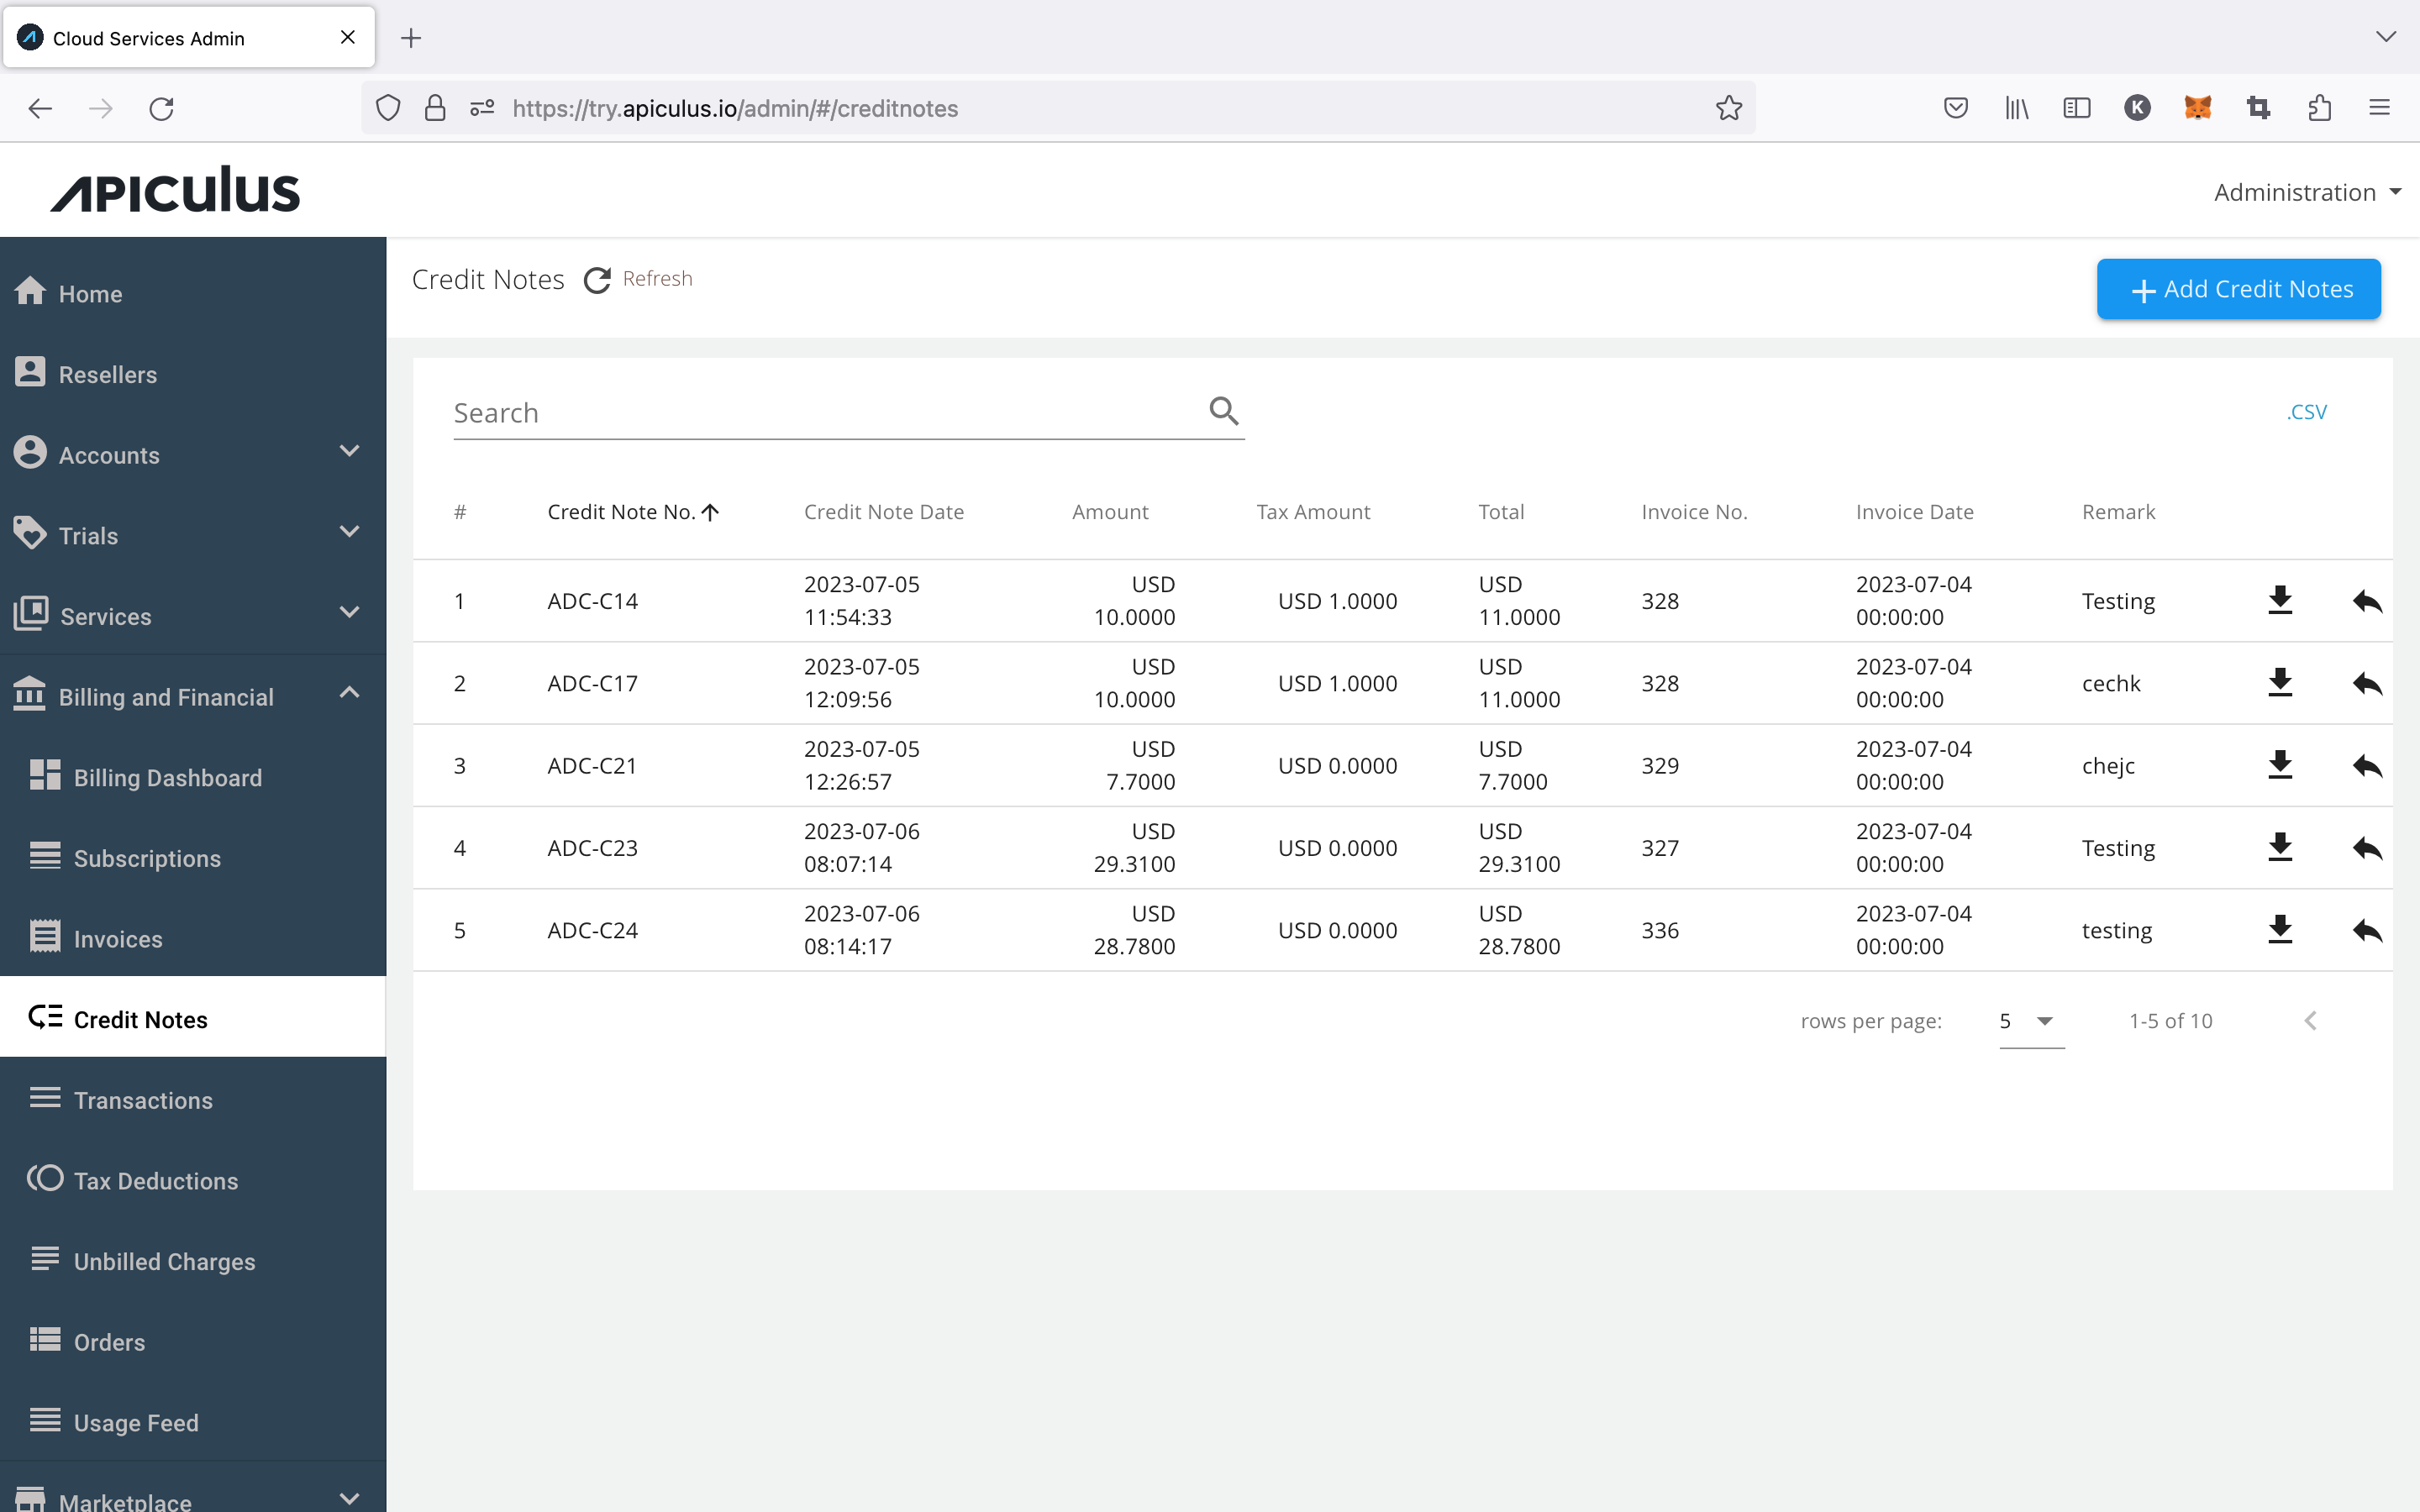 Cloud Services Admin
https://try.apiculus.io/admin/#/creditnotes
K
APICULUS
Administration
Home
Resellers
Accounts
Trials
Services
Billing and Financial
Billing Dashboard
Subscriptions
Invoices
Credit Notes
Transactions
Tax Deductions
Unbilled Charges
Orders
Usage Feed
Marketplace
Credit Notes Refresh
Add Credit Notes
Search
.CSV
# Credit Note No. Credit Note Date Amount Tax Amount Total Invoice No. Invoice Date Remark
1 ADC-C14 2023-07-05 11:54:33 USD 10.0000 USD 1.0000 USD 11.0000 328 2023-07-04 00:00:00 Testing
2 ADC-C17 2023-07-05 12:09:56 USD 10.0000 USD 1.0000 USD 11.0000 328 2023-07-04 00:00:00 cechk
3 ADC-C21 2023-07-05 12:26:57 USD 7.7000 USD 0.0000 USD 7.7000 329 2023-07-04 00:00:00 chejc
4 ADC-C23 2023-07-06 08:07:14 USD 29.3100 USD 0.0000 USD 29.3100 327 2023-07-04 00:00:00 Testing
5 ADC-C24 2023-07-06 08:14:17 USD 28.7800 USD 0.0000 USD 28.7800 336 2023-07-04 00:00:00 testing
rows per page: 5 1-5 of 10